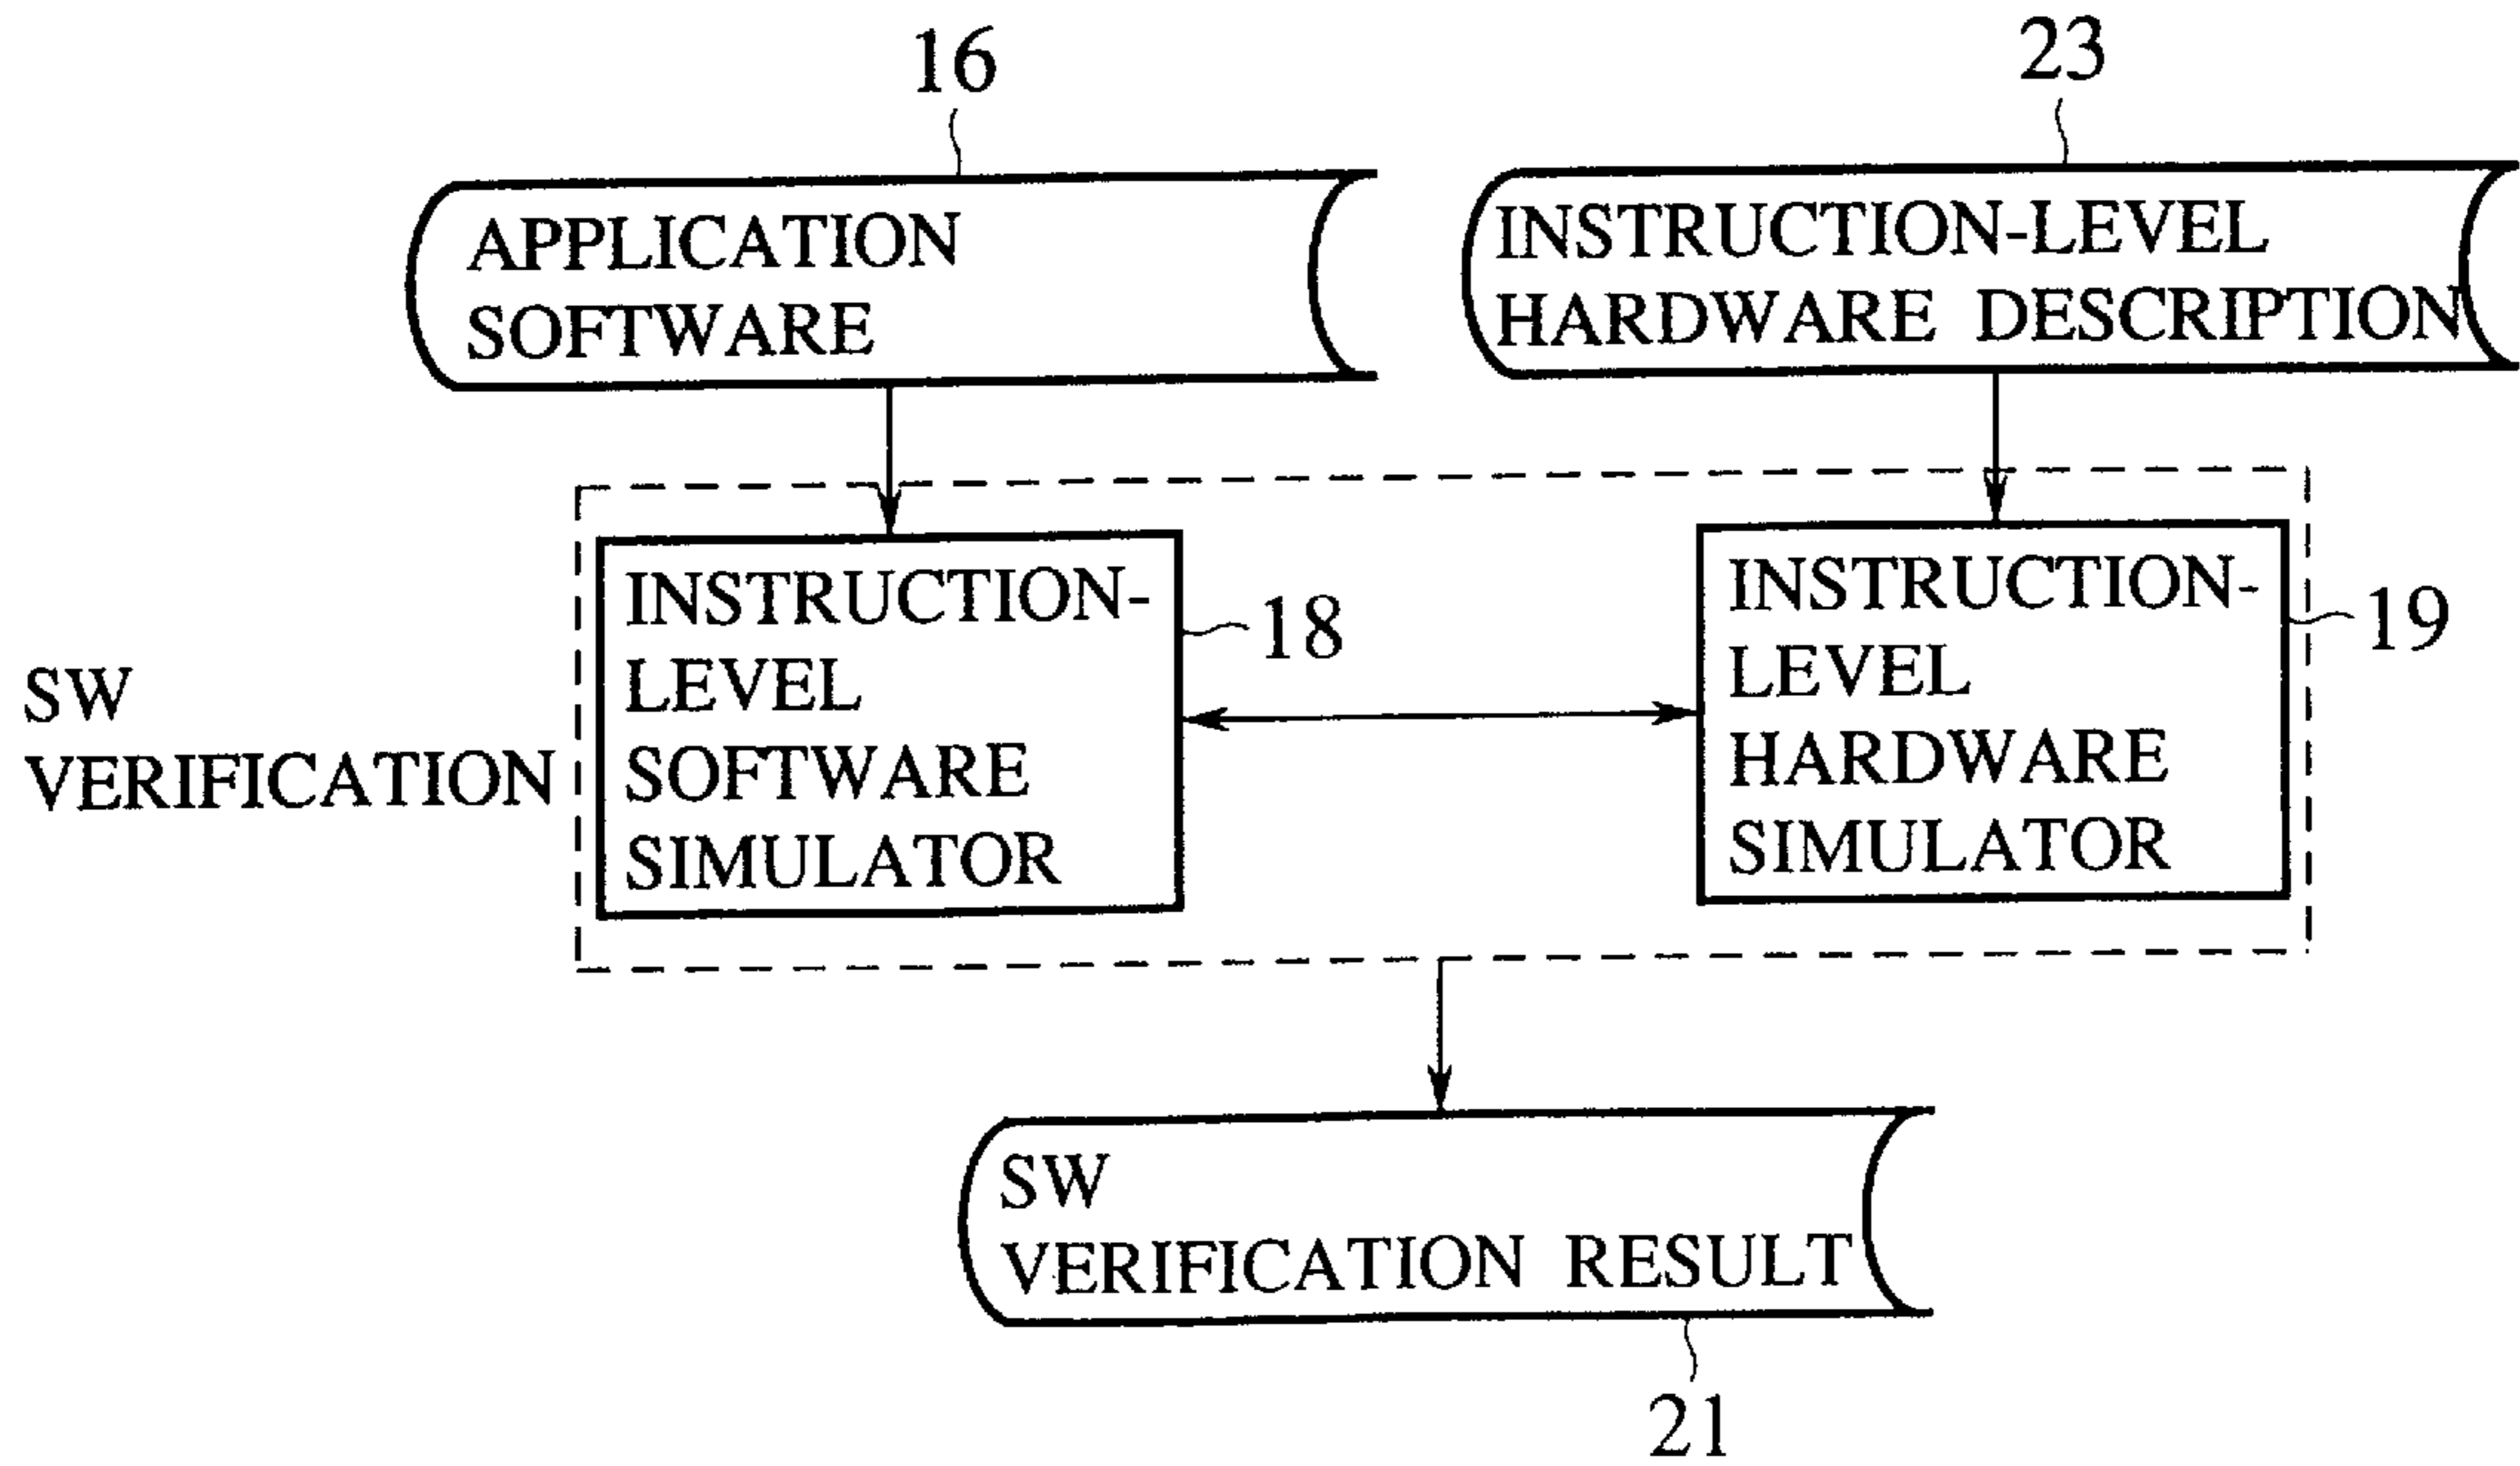 16
23
APPLICATION
SOFTWARE
INSTRUCTION-LEVEL
HARDWARE DESCRIPTION
SW
VERIFICATION
INSTRUCTION-
LEVEL
SOFTWARE
SIMULATOR
18
INSTRUCTION-
LEVEL
HARDWARE
SIMULATOR
19
SW
VERIFICATION RESULT
21